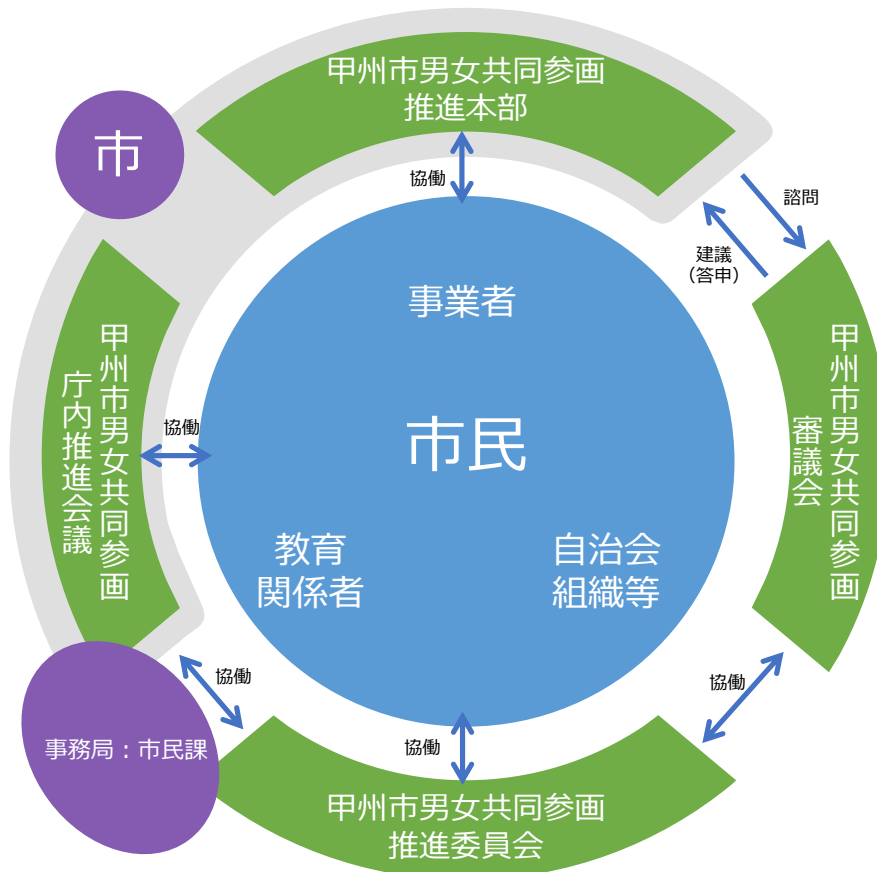 甲州市男女共同参画
推進本部
市
協働
諮問
建議
（答申）
事業者
甲州市男女共同参画
庁内推進会議
協働
市民
甲州市男女共同参画
審議会
教育
関係者
自治会
組織等
協働
協働
事務局：市民課
協働
甲州市男女共同参画
推進委員会